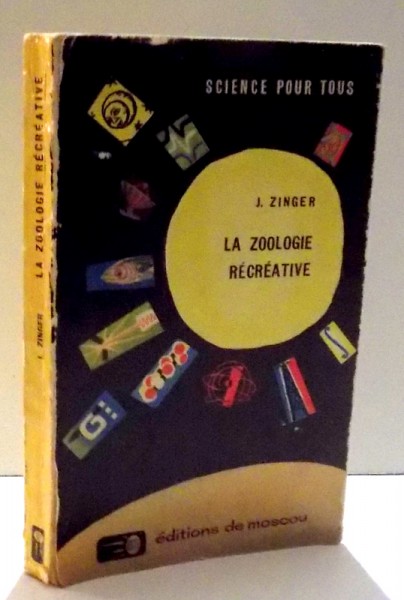 SCIENCE POUR TOUS
J. ZINGER
LA ZOOLOGIE
RÉCRÉATIVE
éditions de moscou
J. ZINGER LA ZOOLOGIE RÉCRÉATIVE